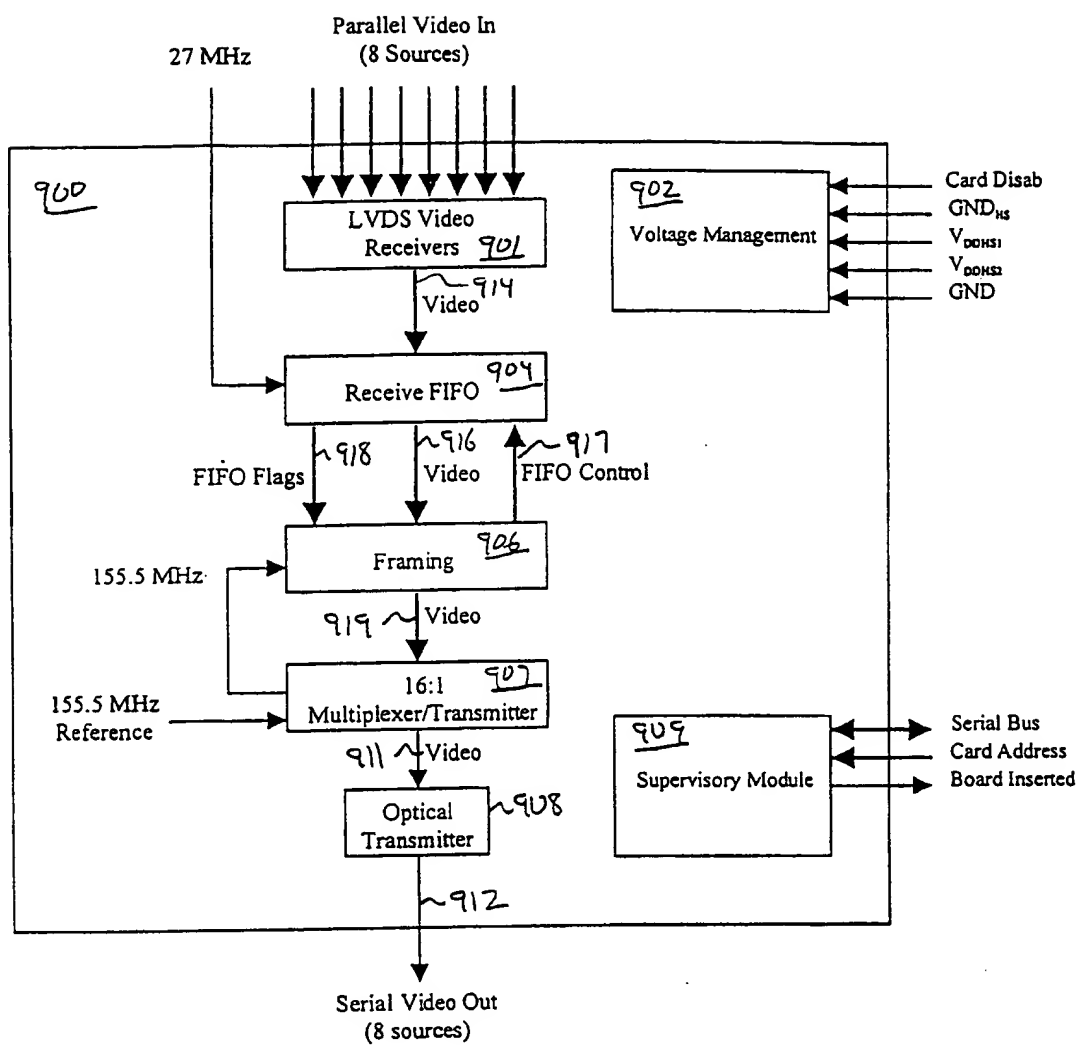 Parallel Video In
(8 Sources)
27 MHz
900
LVDS Video
Receivers 901
902
Voltage Management
Card Disab
GND_HS
V_DDHS1
V_DDHS2
GND
914
Video
904
Receive FIFO
918
916
917
FIFO Flags
Video
FIFO Control
906
Framing
155.5 MHz
919
Video
907
16:1
Multiplexer/Transmitter
155.5 MHz
Reference
911
Video
908
Optical
Transmitter
909
Supervisory Module
Serial Bus
Card Address
Board Inserted
912
Serial Video Out
(8 sources)